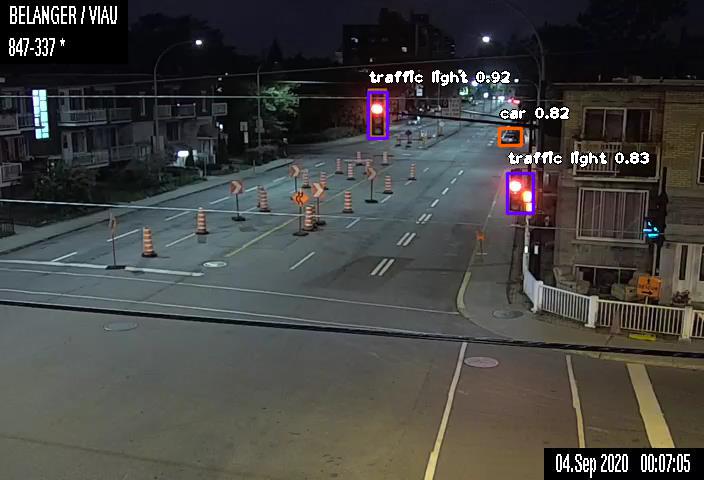 BELANGER / VIAU
847-337 *
traffic light 0.92
car 0.82
traffic light 0.83
04.Sep 2020 00:07:05